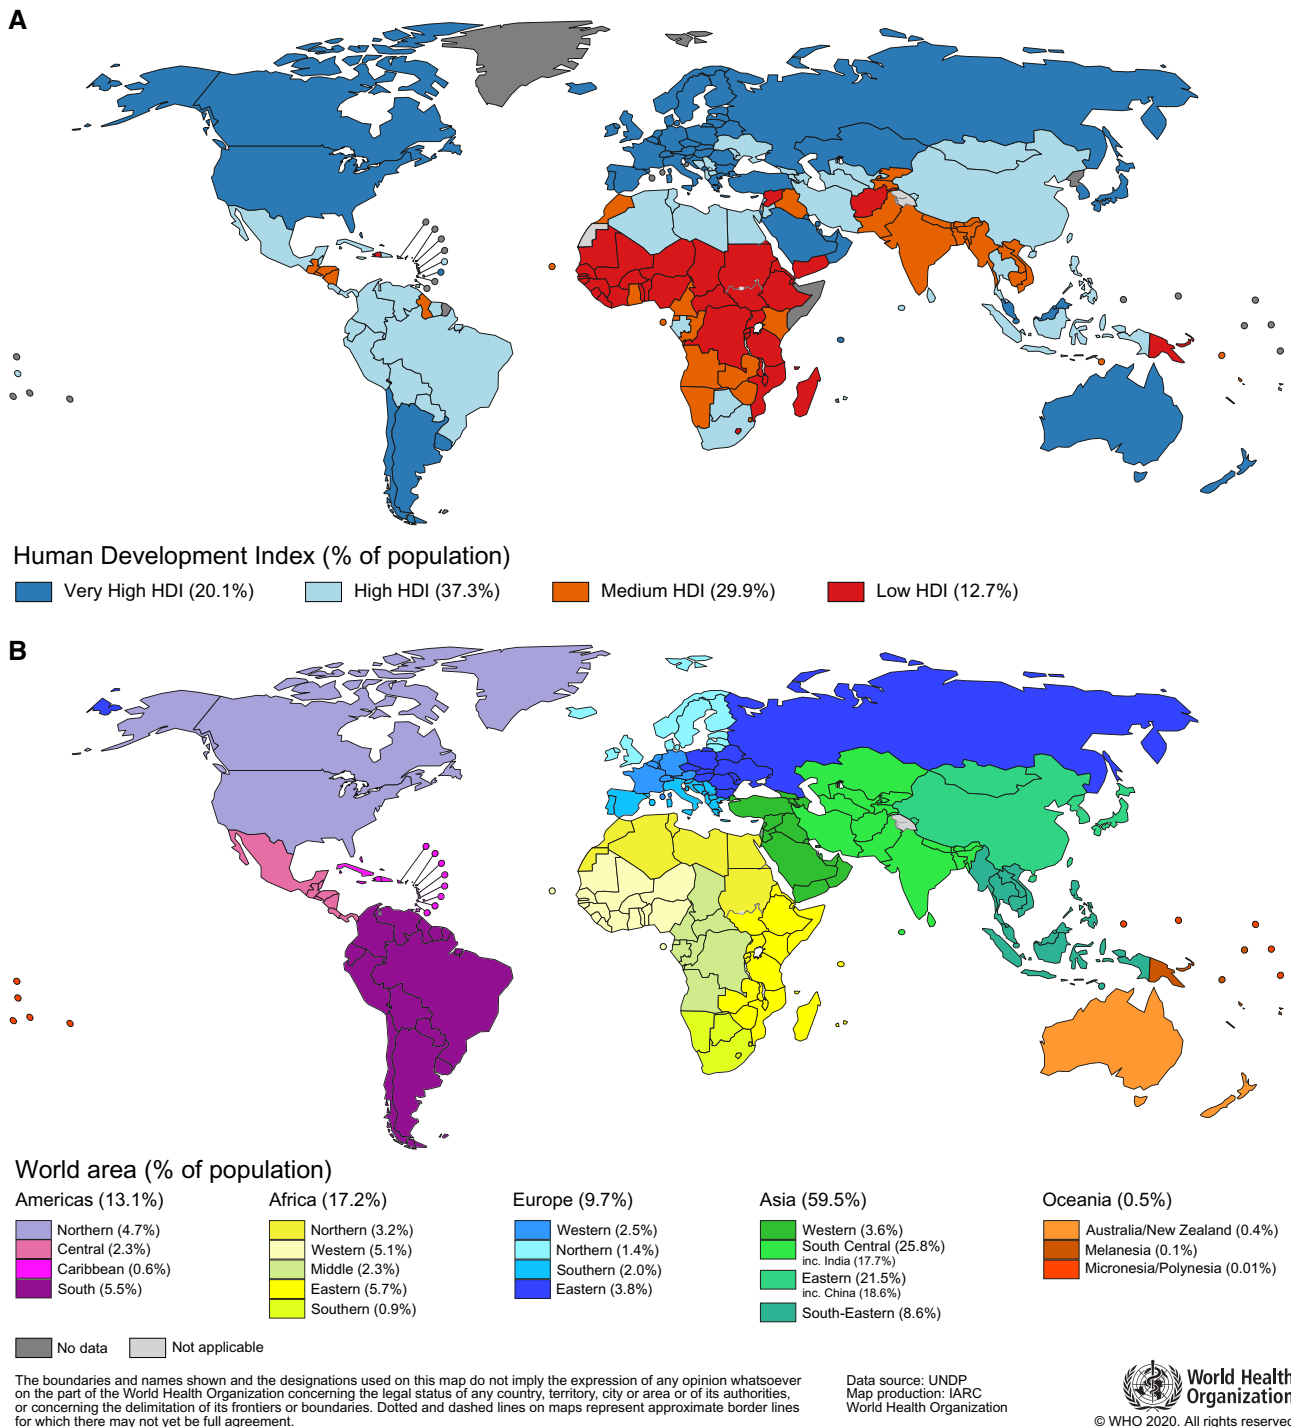 A
Human Development Index (% of population)
Very High HDI (20.1%)
High HDI (37.3%)
Medium HDI (29.9%)
Low HDI (12.7%)
B
World area (% of population)
Americas (13.1%)
Northern (4.7%)
Central (2.3%)
Caribbean (0.6%)
South (5.5%)
Africa (17.2%)
Northern (3.2%)
Western (5.1%)
Middle (2.3%)
Eastern (5.7%)
Southern (0.9%)
Europe (9.7%)
Western (2.5%)
Northern (1.4%)
Southern (2.0%)
Eastern (3.8%)
Asia (59.5%)
Western (3.6%)
South Central (25.8%)
inc. India (17.7%)
Eastern (21.5%)
inc. China (18.6%)
South-Eastern (8.6%)
Oceania (0.5%)
Australia/New Zealand (0.4%)
Melanesia (0.1%)
Micronesia/Polynesia (0.01%)
No data
Not applicable
The boundaries and names shown and the designations used on this map do not imply the expression of any opinion whatsoever
on the part of the World Health Organization concerning the legal status of any country, territory, city or area or of its authorities,
or concerning the delimitation of its frontiers or boundaries. Dotted and dashed lines on maps represent approximate border lines
for which there may not yet be full agreement.
Data source: UNDP
Map production: IARC
World Health Organization
World Health
Organization
© WHO 2020. All rights reserved